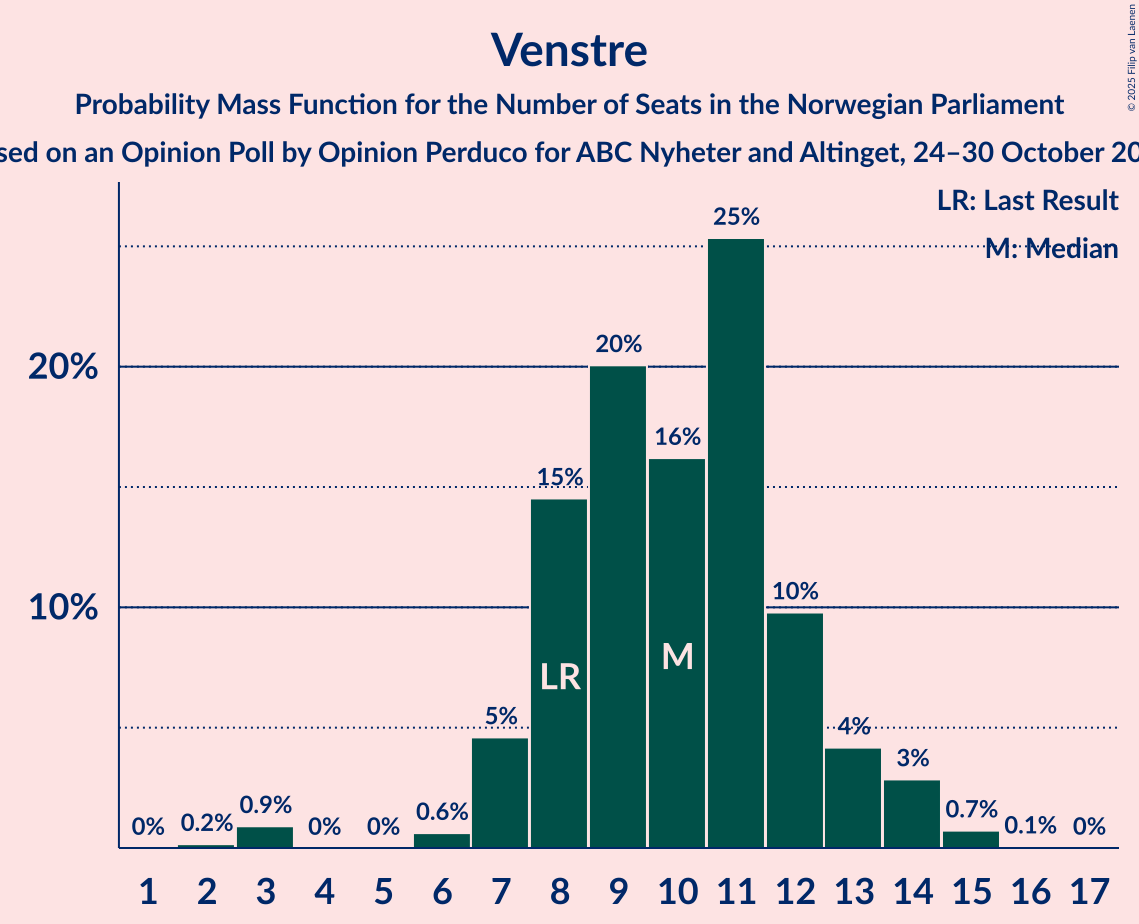 Venstre
Probability Mass Function for the Number of Seats in the Norwegian Parliament
on an Opinion Poll by Opinion Perduco for ABC Nyheter and Altinget, 24–30 October
© 2025 Filip van Laenen
LR: Last Result
M: Median
20%
10%
0% 0.2% 0.9% 0% 0% 0.6% 5% 15% 20% 16% 25% 10% 4% 3% 0.7% 0.1% 0%
LR M
1 2 3 4 5 6 7 8 9 10 11 12 13 14 15 16 17